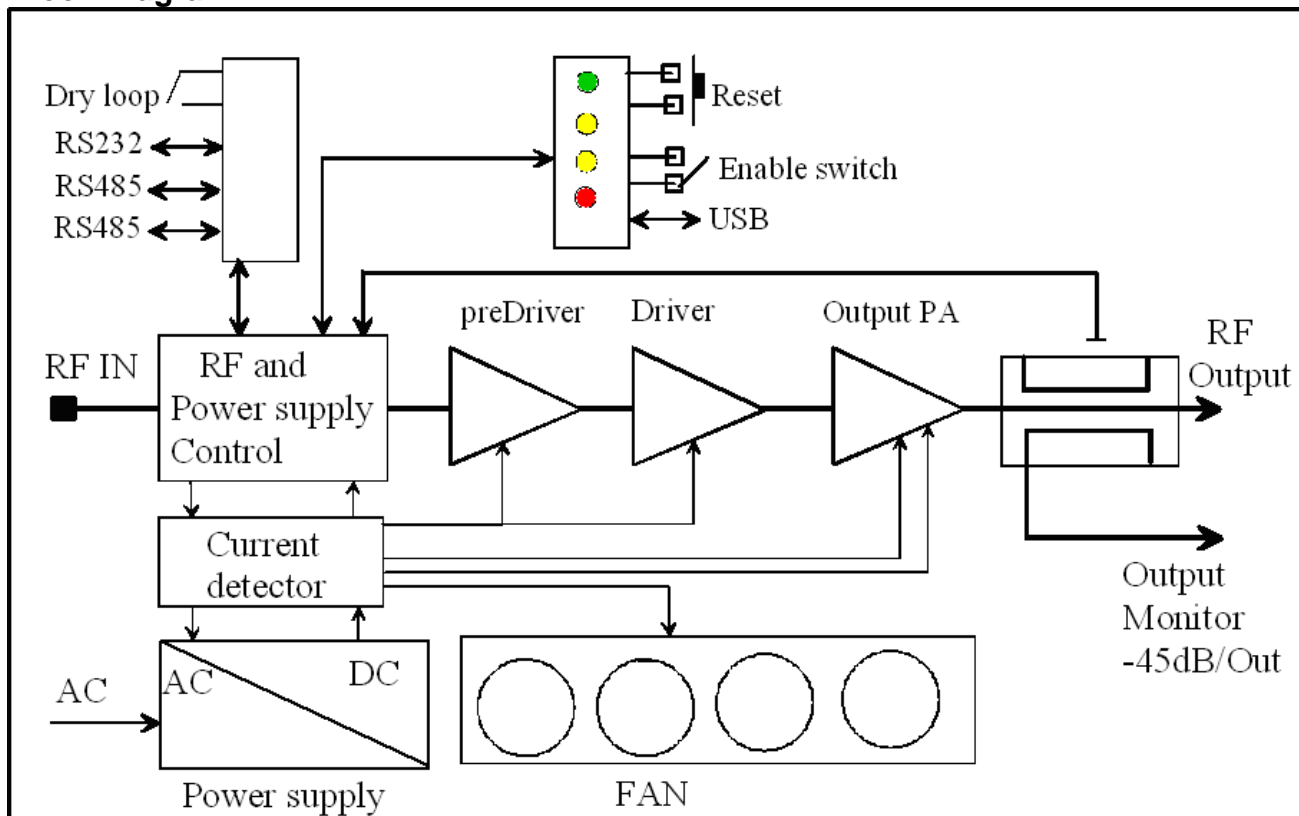 Dry loop
RS232
RS485
RS485
Reset
Enable switch
USB
preDriver
Driver
Output PA
RF
Output
RF IN
RF and
Power supply
Control
Current
detector
Output
Monitor
-45dB/Out
AC
AC
DC
Power supply
FAN